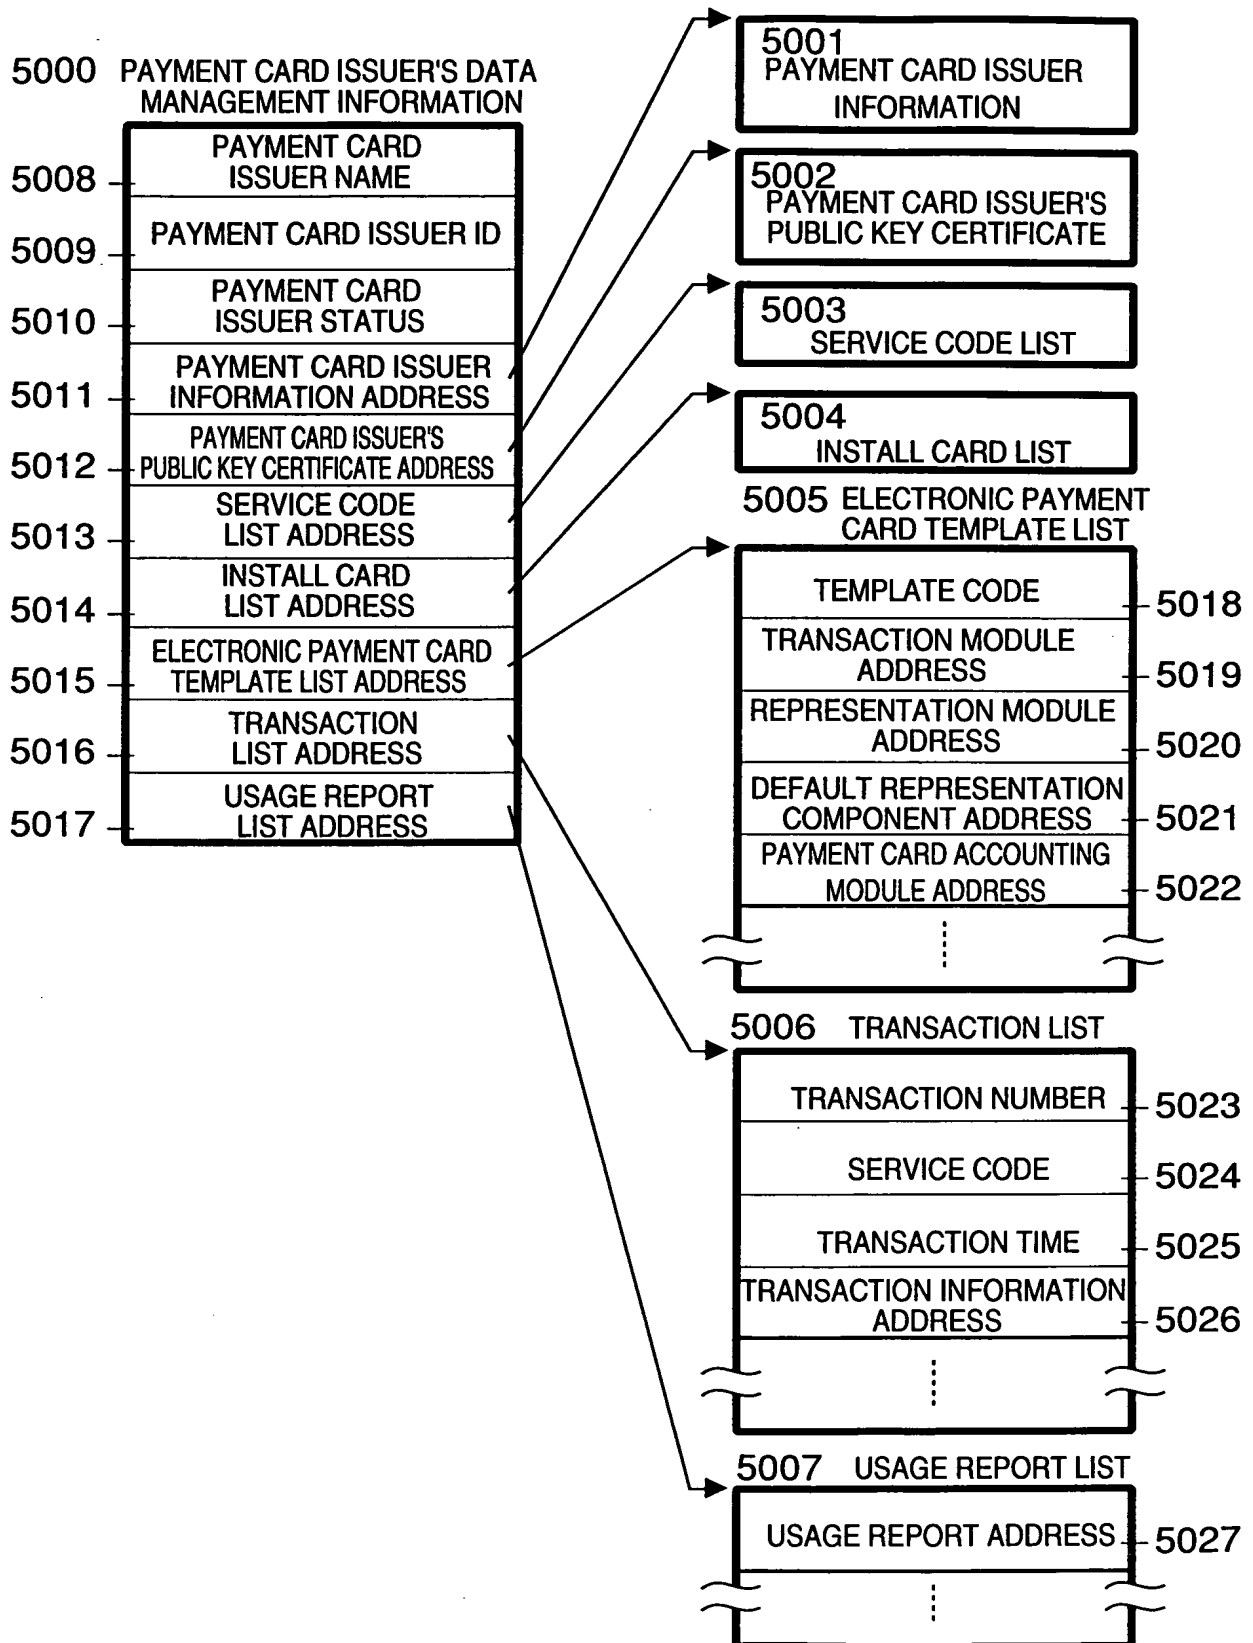 5000 PAYMENT CARD ISSUER'S DATA
MANAGEMENT INFORMATION
PAYMENT CARD
ISSUER NAME
5008
PAYMENT CARD ISSUER ID
5009
PAYMENT CARD
ISSUER STATUS
5010
PAYMENT CARD ISSUER
INFORMATION ADDRESS
5011
PAYMENT CARD ISSUER'S
PUBLIC KEY CERTIFICATE ADDRESS
5012
SERVICE CODE
LIST ADDRESS
5013
INSTALL CARD
LIST ADDRESS
5014
ELECTRONIC PAYMENT CARD
TEMPLATE LIST ADDRESS
5015
TRANSACTION
LIST ADDRESS
5016
USAGE REPORT
LIST ADDRESS
5017
5001
PAYMENT CARD ISSUER
INFORMATION
5002
PAYMENT CARD ISSUER'S
PUBLIC KEY CERTIFICATE
5003
SERVICE CODE LIST
5004
INSTALL CARD LIST
5005 ELECTRONIC PAYMENT
CARD TEMPLATE LIST
TEMPLATE CODE
5018
TRANSACTION MODULE
ADDRESS
5019
REPRESENTATION MODULE
ADDRESS
5020
DEFAULT REPRESENTATION
COMPONENT ADDRESS
5021
PAYMENT CARD ACCOUNTING
MODULE ADDRESS
5022
5006 TRANSACTION LIST
TRANSACTION NUMBER
5023
SERVICE CODE
5024
TRANSACTION TIME
5025
TRANSACTION INFORMATION
ADDRESS
5026
5007 USAGE REPORT LIST
USAGE REPORT ADDRESS
5027